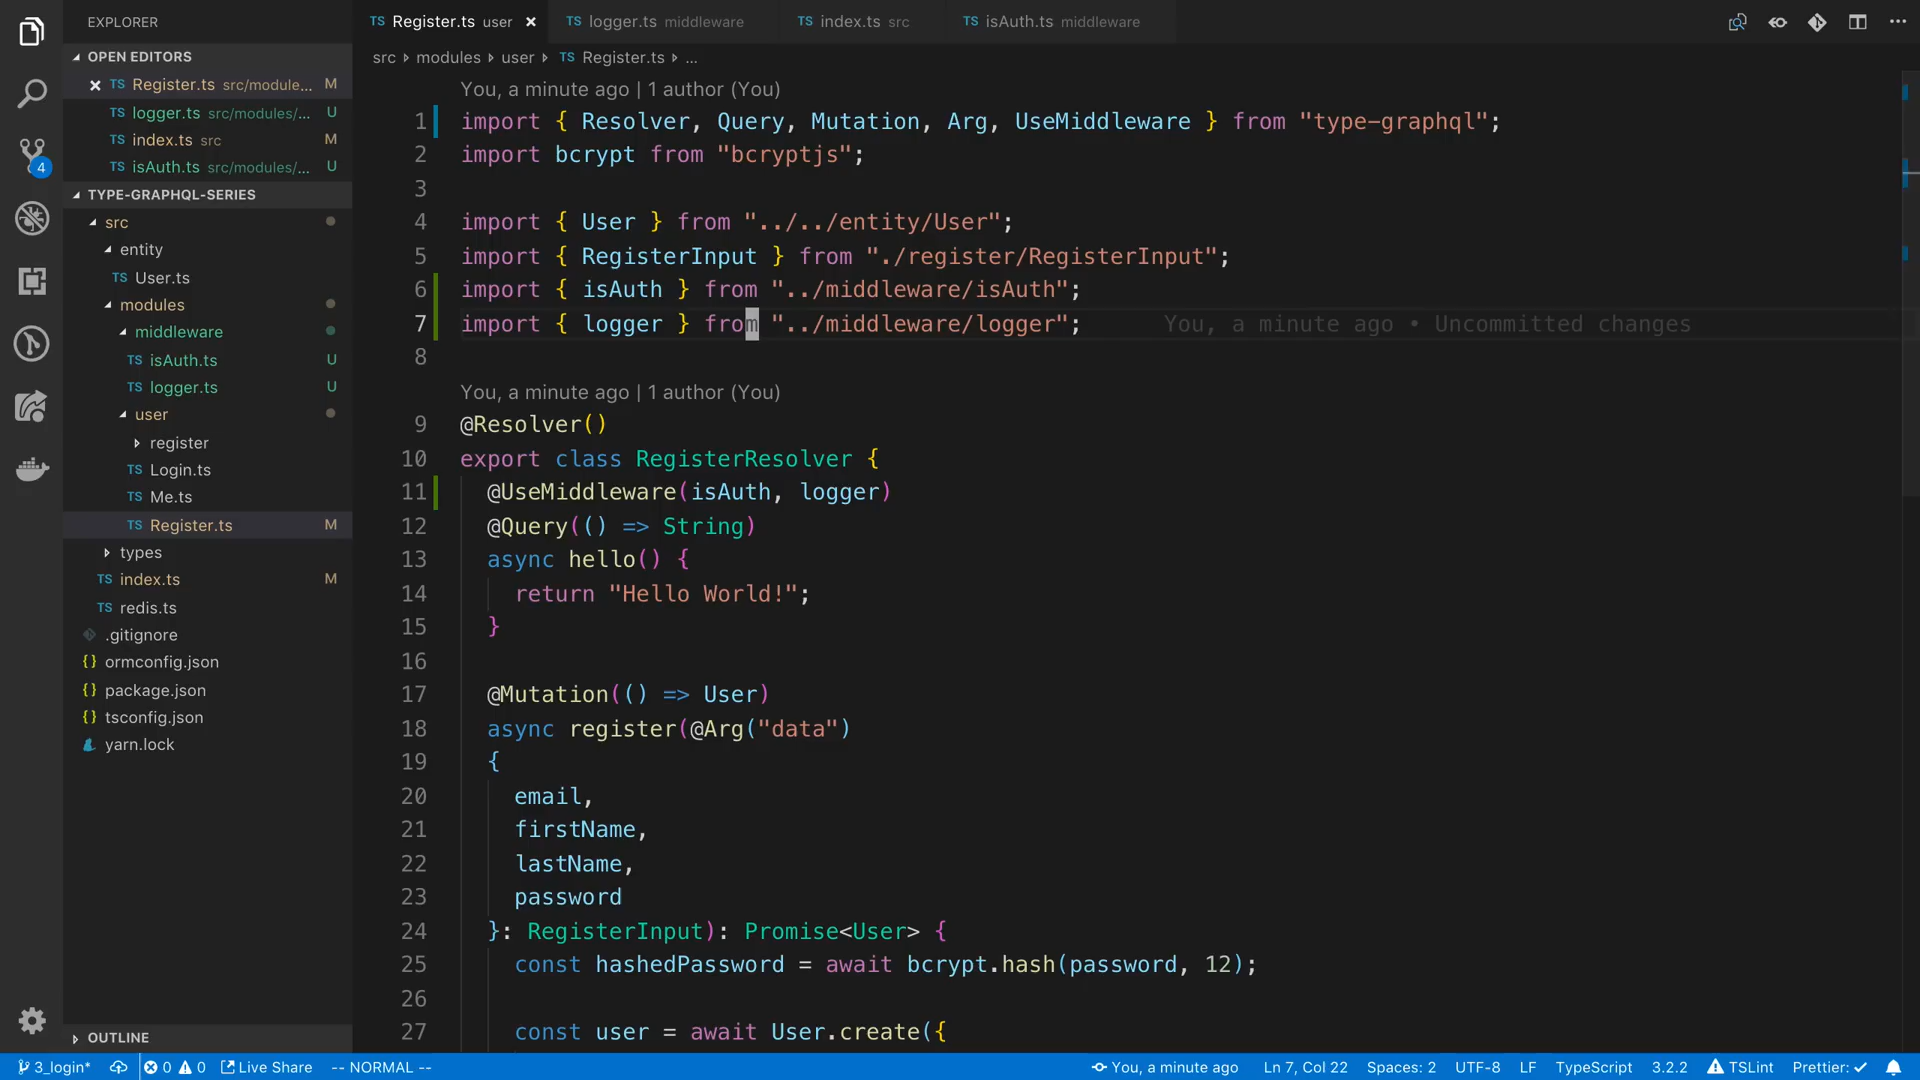 EXPLORER
OPEN EDITORS
TS Register.ts src/module... M
TS logger.ts src/modules/... U
TS index.ts src M
TS isAuth.ts src/modules/... U
TYPE-GRAPHQL-SERIES
src
entity
TS User.ts
modules
middleware
TS isAuth.ts U
TS logger.ts U
user
register
TS Login.ts
TS Me.ts
TS Register.ts M
types
TS index.ts M
TS redis.ts
.gitignore
{} ormconfig.json
{} package.json
{} tsconfig.json
yarn.lock
OUTLINE
4
TS Register.ts user × TS logger.ts middleware TS index.ts src TS isAuth.ts middleware
src modules user TS Register.ts ...
You, a minute ago | 1 author (You)
1 import { Resolver, Query, Mutation, Arg, UseMiddleware } from "type-graphql";
2 import bcrypt from "bcryptjs";
3
4 import { User } from "../../entity/User";
5 import { RegisterInput } from "./register/RegisterInput";
6 import { isAuth } from "../middleware/isAuth";
7 import { logger } from "../middleware/logger"; You, a minute ago • Uncommitted changes
8
You, a minute ago | 1 author (You)
9 @Resolver()
10 export class RegisterResolver {
11 @UseMiddleware(isAuth, logger)
12 @Query(() => String)
13 async hello() {
14 return "Hello World!";
15 }
16
17 @Mutation(() => User)
18 async register(@Arg("data")
19 {
20 email,
21 firstName,
22 lastName,
23 password
24 }: RegisterInput): Promise<User> {
25 const hashedPassword = await bcrypt.hash(password, 12);
26
27 const user = await User.create({
3_login* 0 0 Live Share -- NORMAL -- You, a minute ago Ln 7, Col 22 Spaces: 2 UTF-8 LF TypeScript 3.2.2 TSLint Prettier: ✓